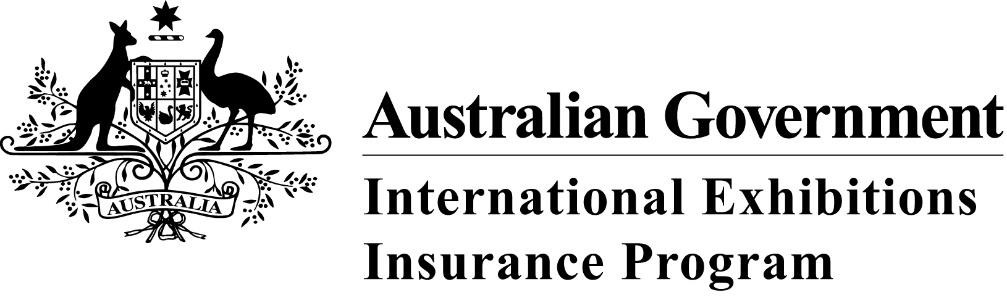 AUSTRALIA
Australian Government
International Exhibitions
Insurance Program